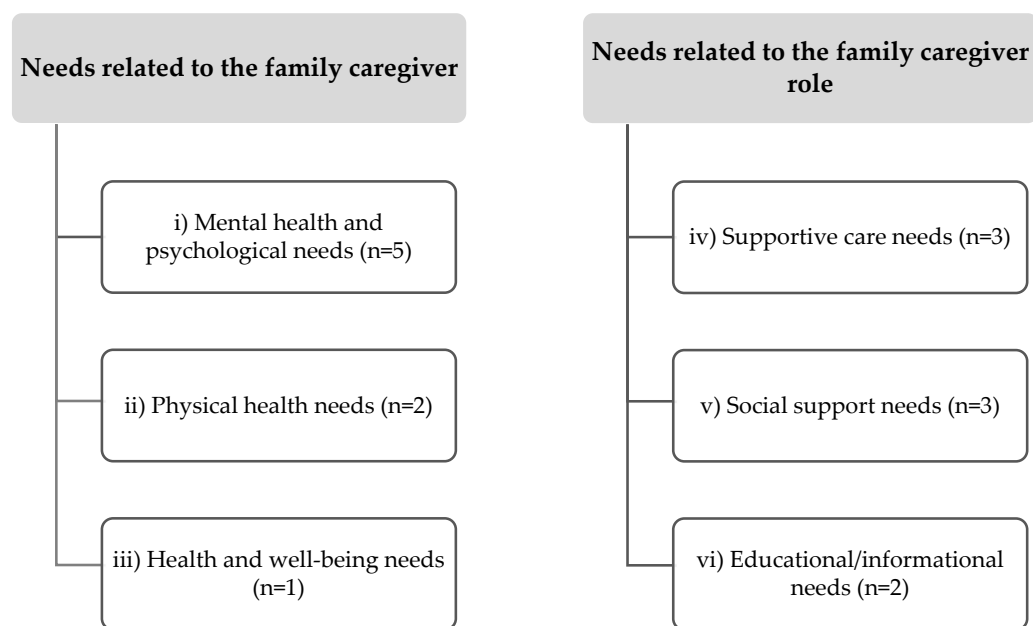 Needs related to the family caregiver
i) Mental health and
psychological needs (n=5)
ii) Physical health needs (n=2)
iii) Health and well-being needs
(n=1)
Needs related to the family caregiver
role
iv) Supportive care needs (n=3)
v) Social support needs (n=3)
vi) Educational/informational
needs (n=2)